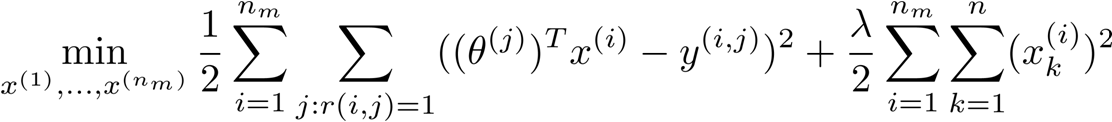 \min_{x^{(1)},\ldots,x^{(n_m)}} \frac{1}{2} \sum_{i=1}^{n_m} \sum_{j:r(i,j)=1} ((\theta^{(j)})^T x^{(i)} - y^{(i,j)})^2 + \frac{\lambda}{2} \sum_{i=1}^{n_m} \sum_{k=1}^{n} (x_k^{(i)})^2